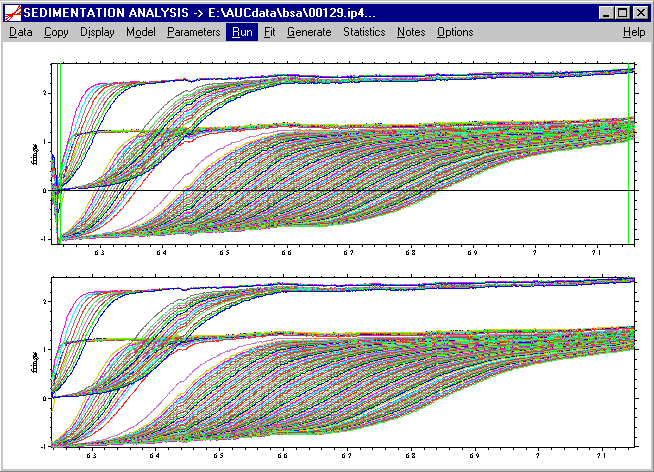 SEDIMENTATION ANALYSIS -> E:\AUCdata\bsa\00129.ip4...
Data Copy Display Model Parameters Run Fit Generate Statistics Notes Options Help
2
1
0
-1
6.3 6.4 6.5 6.6 6.7 6.8 6.9 7 7.1
2
1
0
-1
6.3 6.4 6.5 6.6 6.7 6.8 6.9 7 7.1